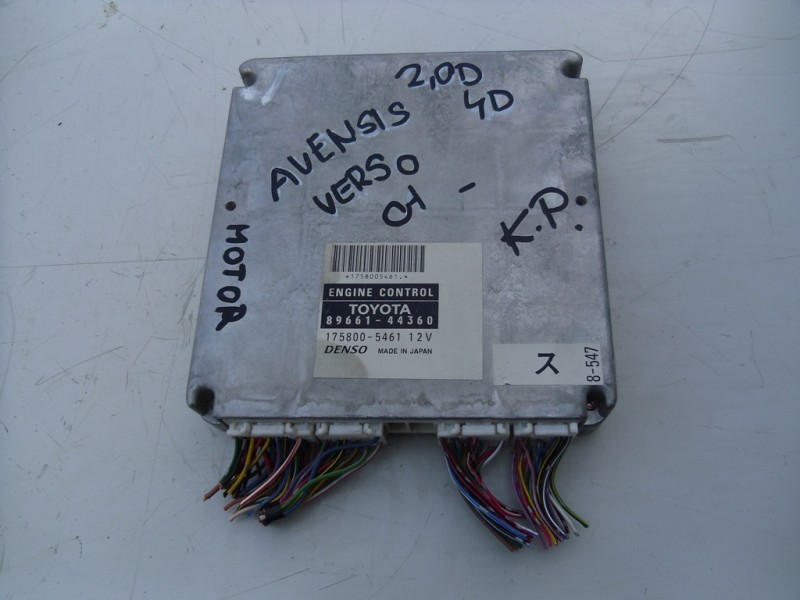 2,0D
4D
AVENSIS
VERSO
01 -
K.P.
MOTOR
*1758005461.*
ENGINE CONTROL
TOYOTA
89661-44360
175800-5461 12V
DENSO MADE IN JAPAN
ス
8-547